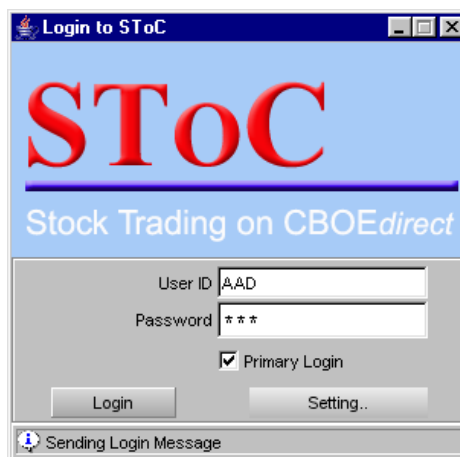 Login to SToC
SToC
Stock Trading on CBOEdirect
User ID AAD
Password ***
Primary Login
Login Setting..
Sending Login Message